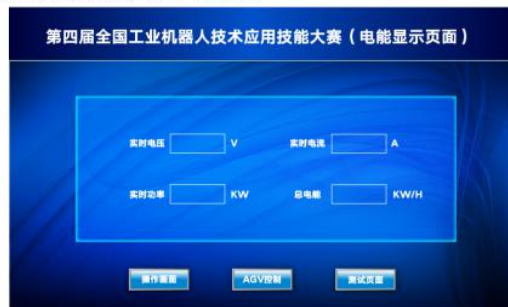 第四届全国工业机器人技术应用技能大赛（电能显示页面）
实时电压 V 实时电流 A
实时功率 KW 总电能 KW/H
操作画面 AGV控制 测试页面